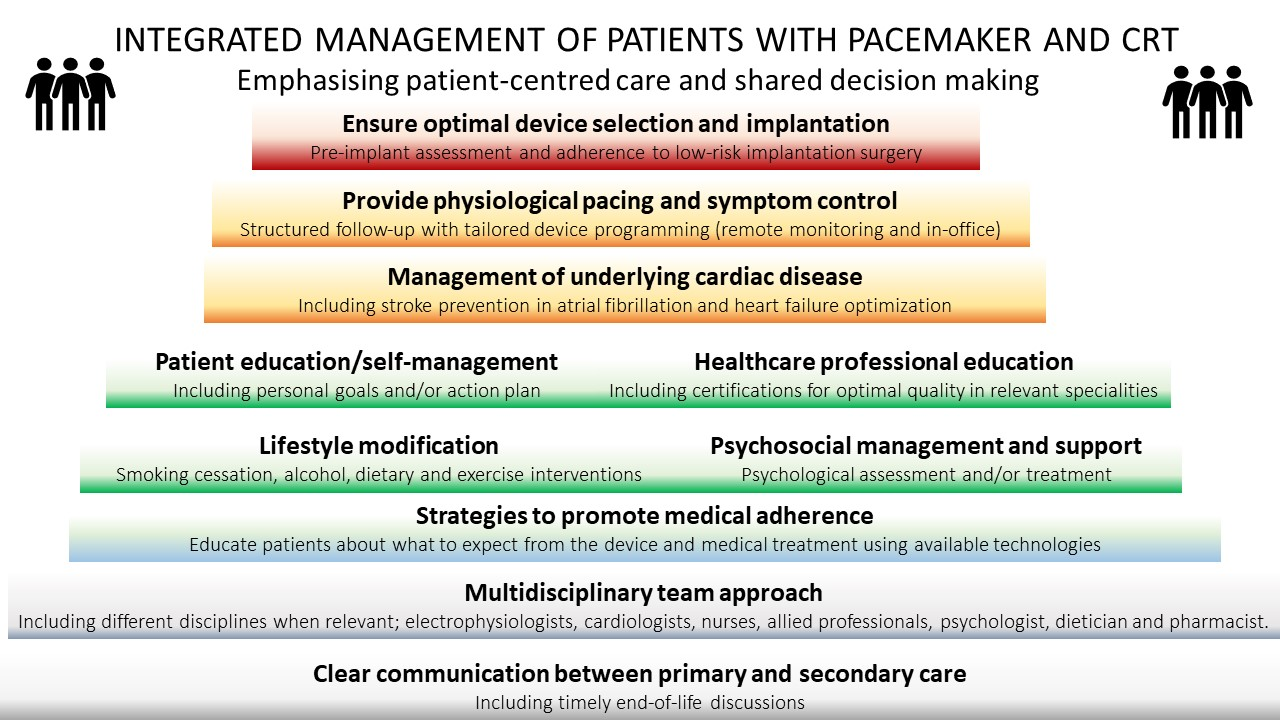 INTEGRATED MANAGEMENT OF PATIENTS WITH PACEMAKER AND CRT
Emphasising patient-centred care and shared decision making
Ensure optimal device selection and implantation
Pre-implant assessment and adherence to low-risk implantation surgery
Provide physiological pacing and symptom control
Structured follow-up with tailored device programming (remote monitoring and in-office)
Management of underlying cardiac disease
Including stroke prevention in atrial fibrillation and heart failure optimization
Patient education/self-management
Including personal goals and/or action plan
Healthcare professional education
Including certifications for optimal quality in relevant specialities
Lifestyle modification
Smoking cessation, alcohol, dietary and exercise interventions
Psychosocial management and support
Psychological assessment and/or treatment
Strategies to promote medical adherence
Educate patients about what to expect from the device and medical treatment using available technologies
Multidisciplinary team approach
Including different disciplines when relevant; electrophysiologists, cardiologists, nurses, allied professionals, psychologist, dietician and pharmacist.
Clear communication between primary and secondary care
Including timely end-of-life discussions